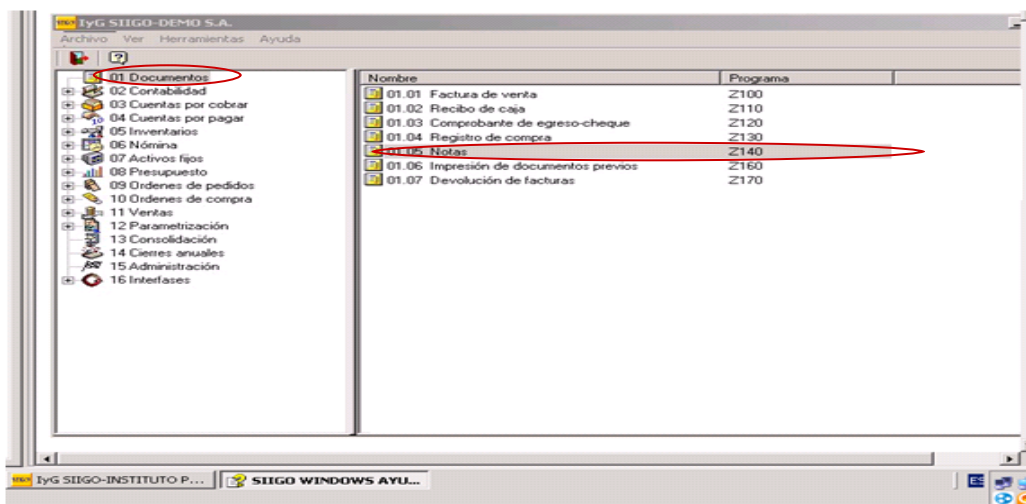 IyG SIIGO-DEMO S.A.
Archivo Ver Herramientas Ayuda
01 Documentos
02 Contabilidad
03 Cuentas por cobrar
04 Cuentas por pagar
05 Inventarios
06 Nómina
07 Activos fijos
08 Presupuesto
09 Ordenes de pedidos
10 Ordenes de compra
11 Ventas
12 Parametrización
13 Consolidación
14 Cierres anuales
15 Administración
16 Interfases
Nombre Programa
01.01 Factura de venta Z100
01.02 Recibo de caja Z110
01.03 Comprobante de egreso-cheque Z120
01.04 Registro de compra Z130
01.05 Notas Z140
01.06 Impresión de documentos previos Z160
01.07 Devolución de facturas Z170
IyG SIIGO-INSTITUTO P... SIIGO WINDOWS AYU... ES